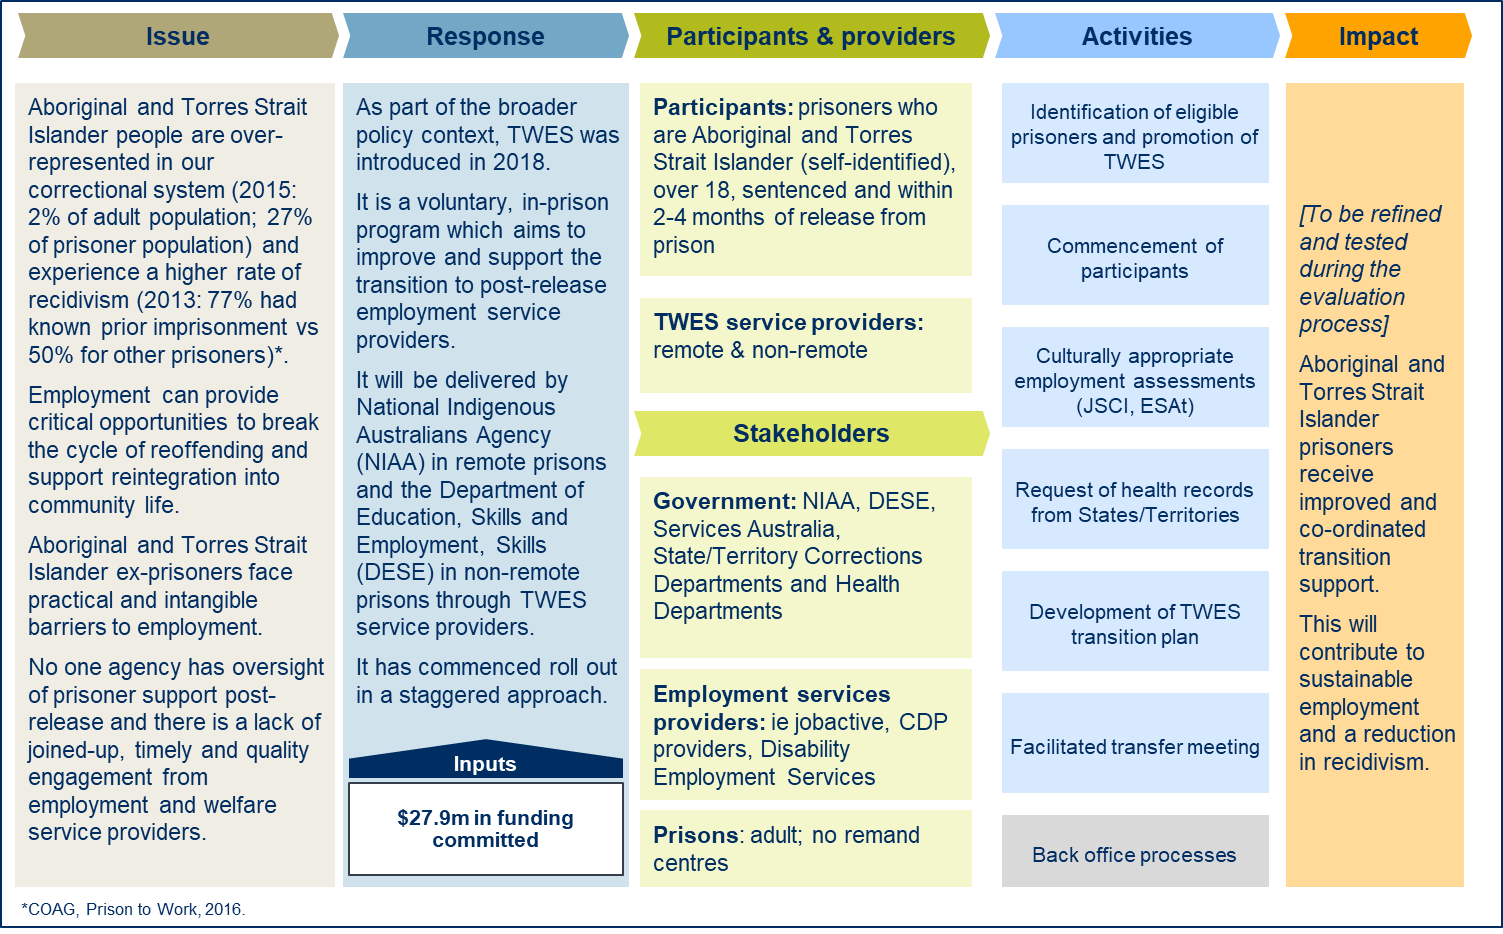 Issue
Aboriginal and Torres Strait
Islander people are over-
represented in our
correctional system (2015:
2% of adult population; 27%
of prisoner population) and
experience a higher rate of
recidivism (2013: 77% had
known prior imprisonment vs
50% for other prisoners)*.
Employment can provide
critical opportunities to break
the cycle of reoffending and
support reintegration into
community life.
Aboriginal and Torres Strait
Islander ex-prisoners face
practical and intangible
barriers to employment.
No one agency has oversight
of prisoner support post-
release and there is a lack of
joined-up, timely and quality
engagement from
employment and welfare
service providers.
Response
As part of the broader
policy context, TWES was
introduced in 2018.
It is a voluntary, in-prison
program which aims to
improve and support the
transition to post-release
employment service
providers.
It will be delivered by
National Indigenous
Australians Agency
(NIAA) in remote prisons
and the Department of
Education, Skills and
Employment, Skills
(DESE) in non-remote
prisons through TWES
service providers.
It has commenced roll out
in a staggered approach.
Inputs
$27.9m in funding
committed
Participants & providers
Participants: prisoners who
are Aboriginal and Torres
Strait Islander (self-identified),
over 18, sentenced and within
2-4 months of release from
prison
TWES service providers:
remote & non-remote
Stakeholders
Government: NIAA, DESE,
Services Australia,
State/Territory Corrections
Departments and Health
Departments
Employment services
providers: ie jobactive, CDP
providers, Disability
Employment Services
Prisons: adult; no remand
centres
Activities
Identification of eligible
prisoners and promotion of
TWES
Commencement of
participants
Culturally appropriate
employment assessments
(JSCI, ESAt)
Request of health records
from States/Territories
Development of TWES
transition plan
Facilitated transfer meeting
Back office processes
Impact
[To be refined
and tested
during the
evaluation
process]
Aboriginal and
Torres Strait
Islander
prisoners
receive
improved and
co-ordinated
transition
support.
This will
contribute to
sustainable
employment
and a reduction
in recidivism.
*COAG, Prison to Work, 2016.